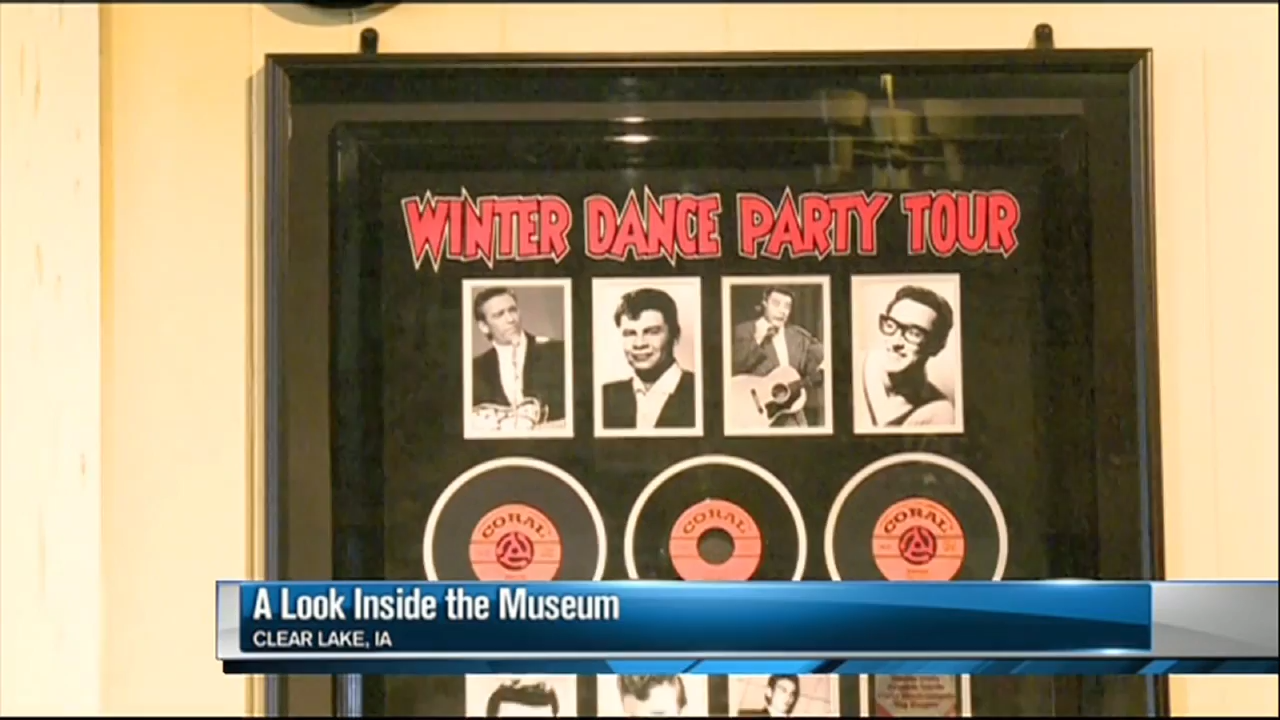 WINTER DANCE PARTY TOUR
CORAL
CORAL
CORAL
A Look Inside the Museum
CLEAR LAKE, IA